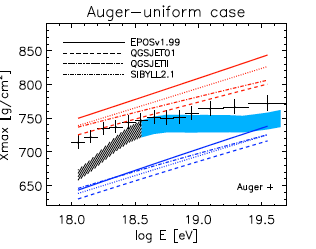 Auger-uniform case
EPOSv1.99
QGSJET01
QGSJETII
SIBYLL2.1
Xmax [g/cm²]
850
800
750
700
650
Auger +
18.0 18.5 19.0 19.5
log E [eV]